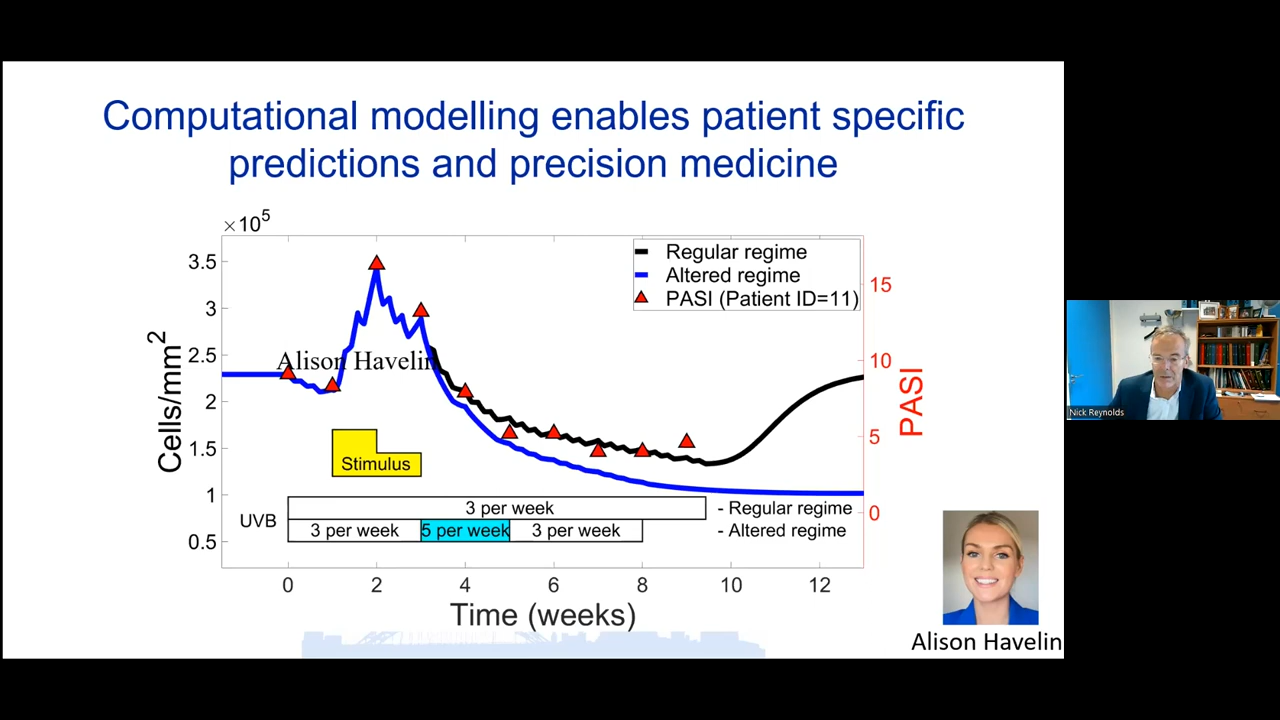 Computational modelling enables patient specific
predictions and precision medicine
×10⁵
3.5
3
2.5
2
1.5
1
0.5
Cells/mm²
Regular regime
Altered regime
PASI (Patient ID=11)
15
10
5
0
PASI
Alison Havelin
Stimulus
UVB
3 per week
- Regular regime
3 per week 5 per week 3 per week
- Altered regime
0 2 4 6 8 10 12
Time (weeks)
Alison Havelin
Nick Reynolds